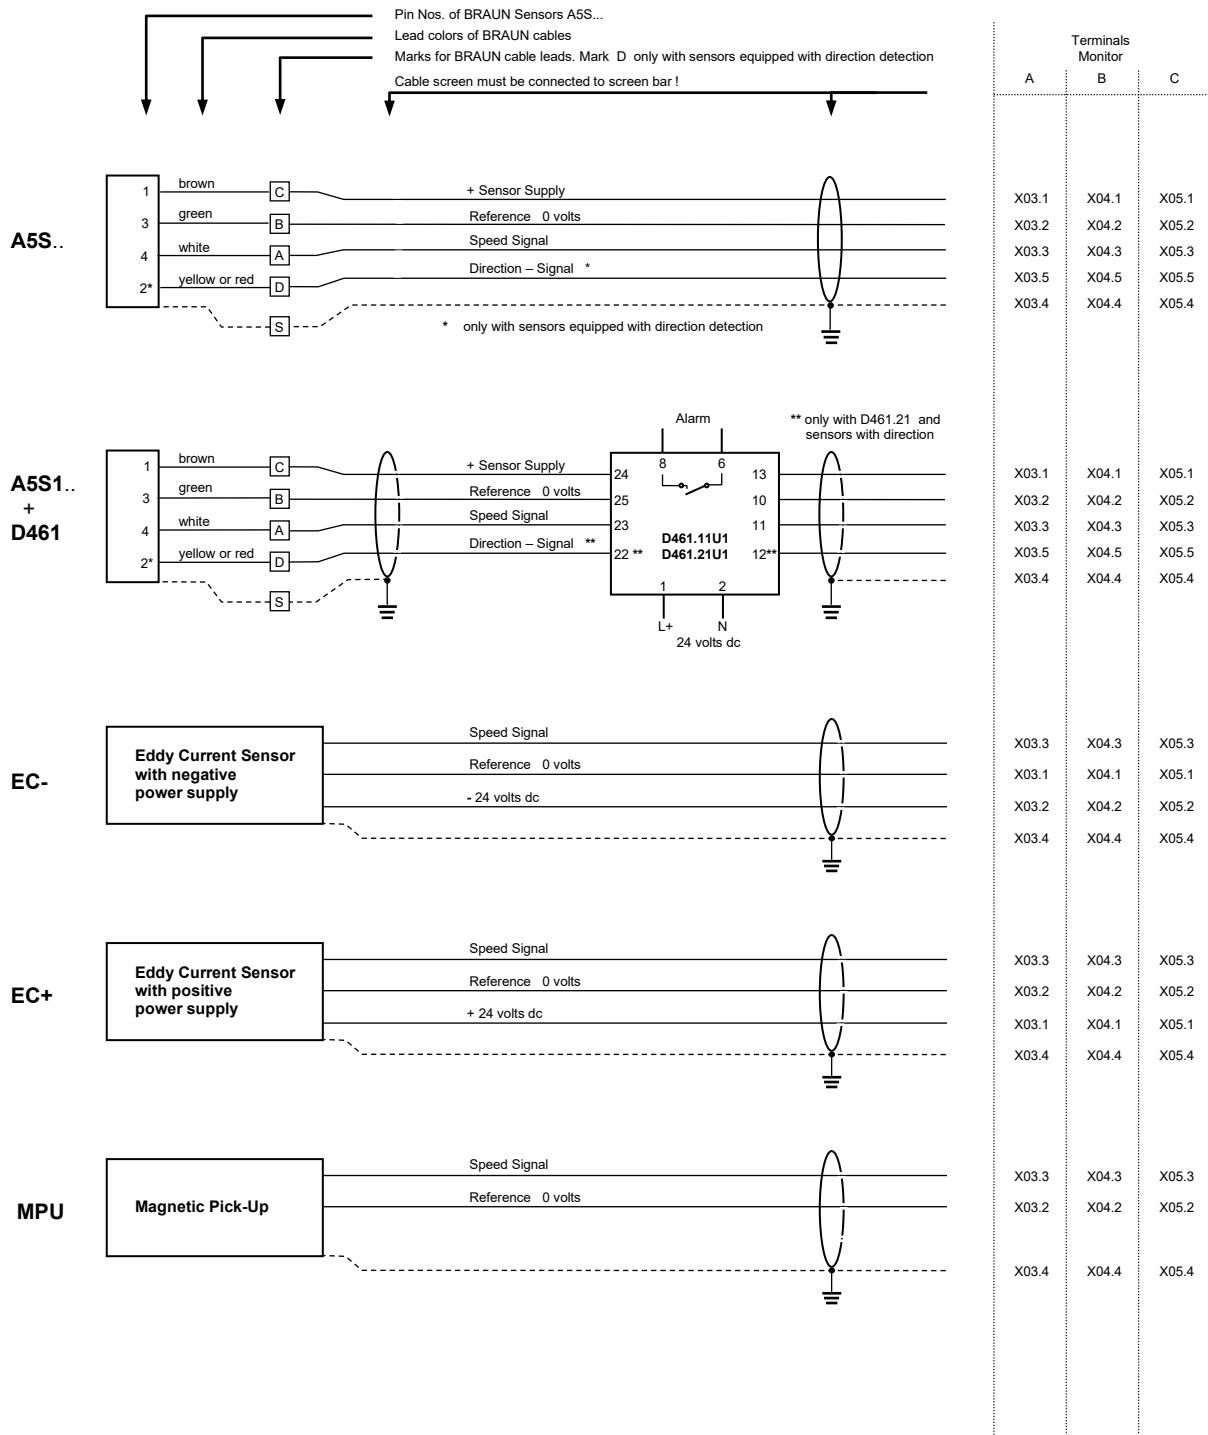 Pin Nos. of BRAUN Sensors A5S...
Lead colors of BRAUN cables
Marks for BRAUN cable leads. Mark D only with sensors equipped with direction detection
Cable screen must be connected to screen bar !
Terminals
Monitor
A B C
A5S..
1 brown C + Sensor Supply X03.1 X04.1 X05.1
3 green B Reference 0 volts X03.2 X04.2 X05.2
4 white A Speed Signal X03.3 X04.3 X05.3
2* yellow or red D Direction – Signal * X03.5 X04.5 X05.5
X03.4 X04.4 X05.4
S * only with sensors equipped with direction detection
Alarm
** only with D461.21 and
sensors with direction
A5S1..
+
D461
8 6
1 brown C + Sensor Supply 24 13 X03.1 X04.1 X05.1
3 green B Reference 0 volts 25 10 X03.2 X04.2 X05.2
4 white A Speed Signal 23 11 X03.3 X04.3 X05.3
D461.11U1
D461.21U1
2* yellow or red D Direction – Signal ** 22 ** 12** X03.5 X04.5 X05.5
X03.4 X04.4 X05.4
S
1 2
L+ N
24 volts dc
EC-
Eddy Current Sensor
with negative
power supply
Speed Signal X03.3 X04.3 X05.3
Reference 0 volts X03.1 X04.1 X05.1
- 24 volts dc X03.2 X04.2 X05.2
X03.4 X04.4 X05.4
EC+
Eddy Current Sensor
with positive
power supply
Speed Signal X03.3 X04.3 X05.3
Reference 0 volts X03.2 X04.2 X05.2
+ 24 volts dc X03.1 X04.1 X05.1
X03.4 X04.4 X05.4
MPU
Magnetic Pick-Up
Speed Signal X03.3 X04.3 X05.3
Reference 0 volts X03.2 X04.2 X05.2
X03.4 X04.4 X05.4